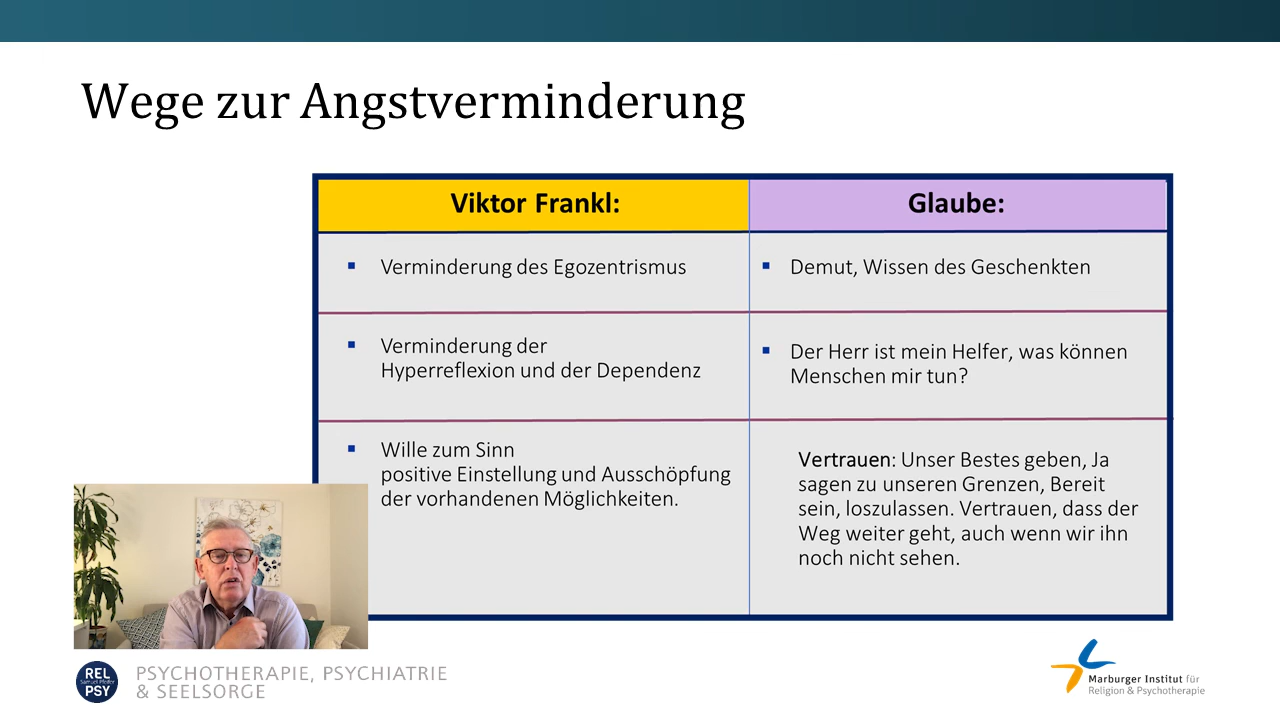 Wege zur Angstverminderung
Viktor Frankl:
Glaube:
▪ Verminderung des Egozentrismus
▪ Demut, Wissen des Geschenkten
▪ Verminderung der
Hyperreflexion und der Dependenz
▪ Der Herr ist mein Helfer, was können
Menschen mir tun?
▪ Wille zum Sinn
positive Einstellung und Ausschöpfung
der vorhandenen Möglichkeiten.
Vertrauen: Unser Bestes geben, Ja
sagen zu unseren Grenzen, Bereit
sein, loszulassen. Vertrauen, dass der
Weg weiter geht, auch wenn wir ihn
noch nicht sehen.
REL
Samuel Pfeifer
PSY
PSYCHOTHERAPIE, PSYCHIATRIE
& SEELSORGE
Marburger Institut für
Religion & Psychotherapie